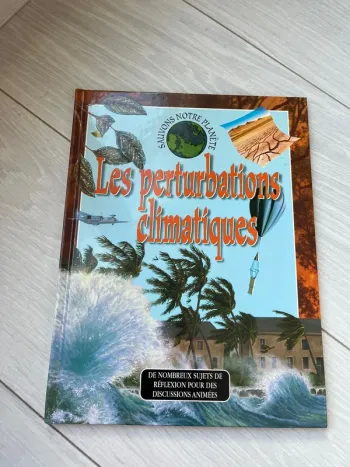 SAUVONS NOTRE PLANÈTE
Les perturbations
climatiques
DE NOMBREUX SUJETS DE
RÉFLEXION POUR DES
DISCUSSIONS ANIMÉES